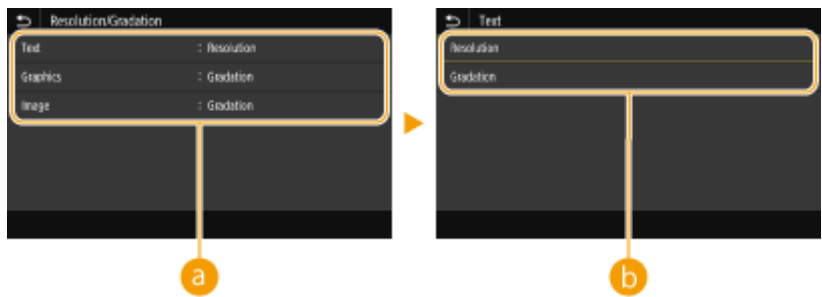 Resolution/Gradation
Text : Resolution
Graphics : Gradation
Image : Gradation
a
Text
Resolution
Gradation
b